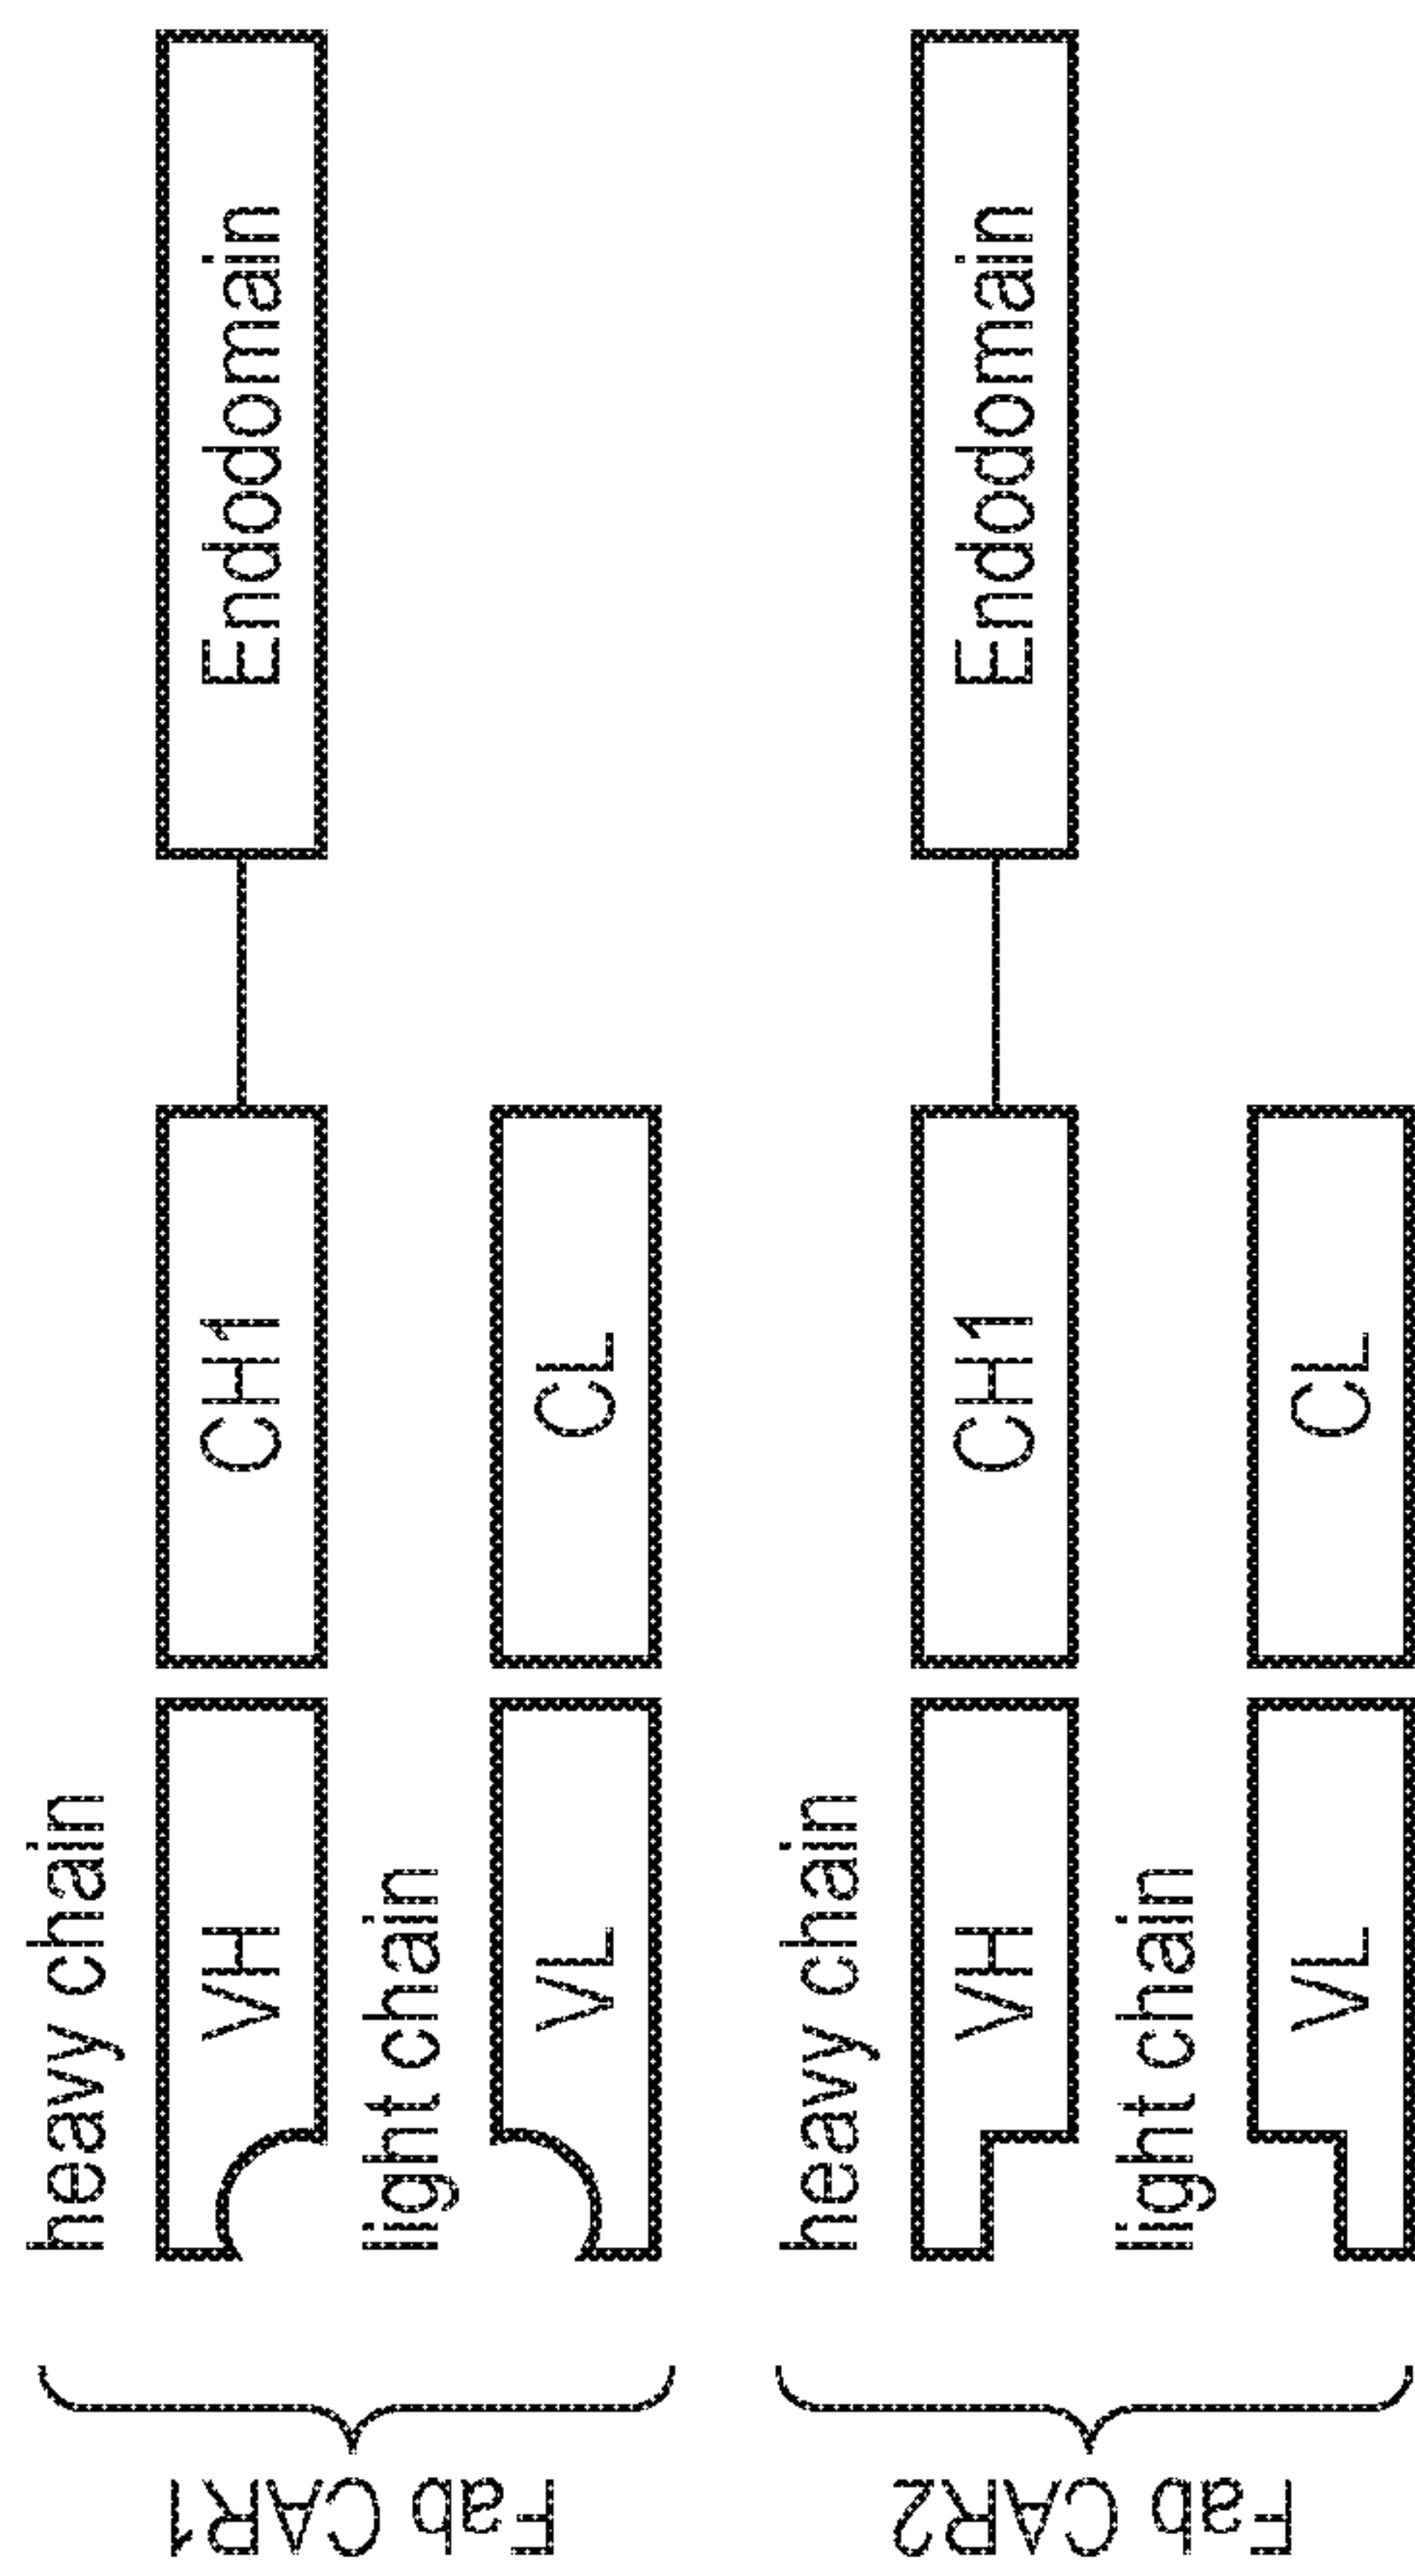 Fab CAR1
heavy chain
VH
CH1
Endodomain
light chain
VL
CL
Fab CAR2
heavy chain
VH
CH1
Endodomain
light chain
VL
CL